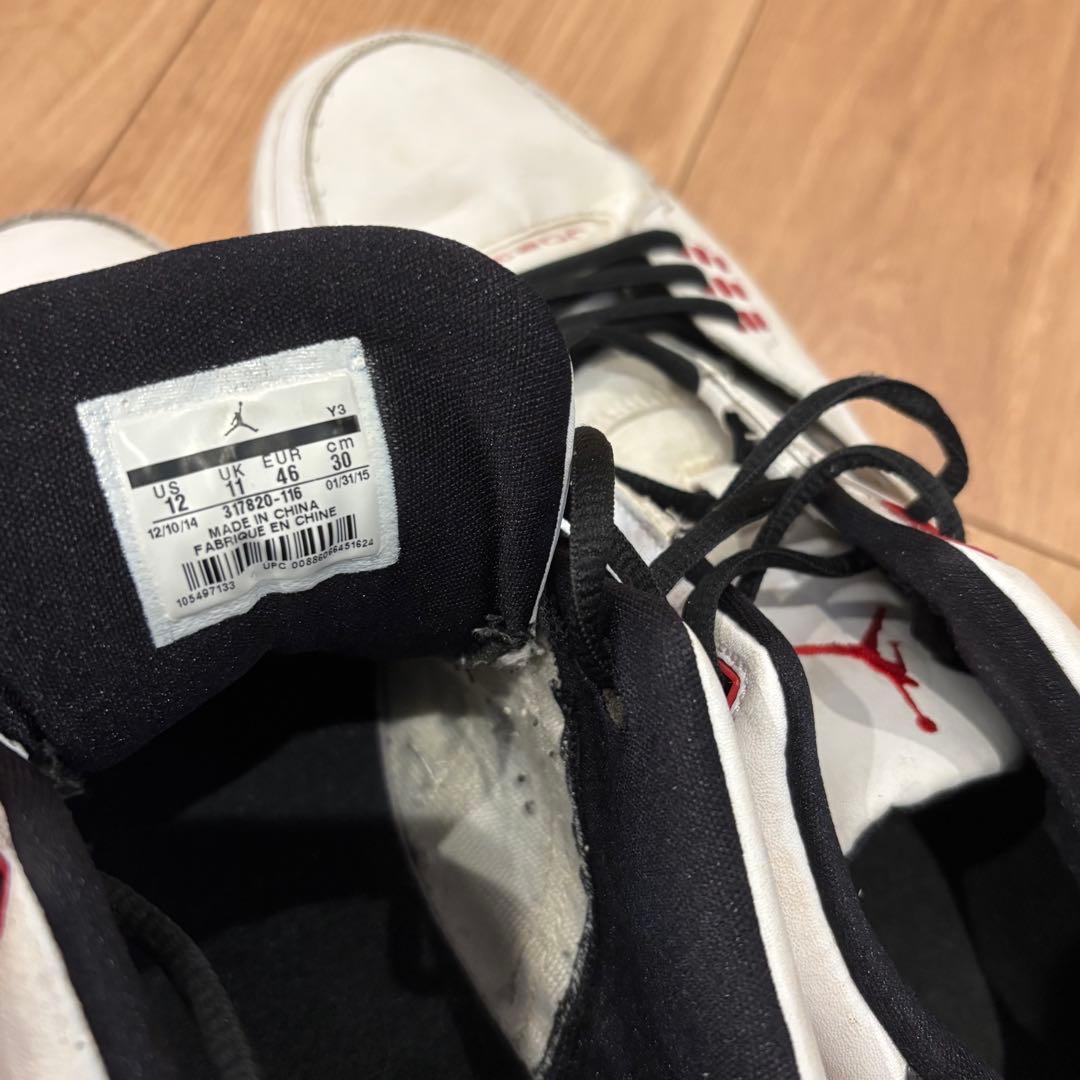 Y3
US UK EUR cm
12 11 46 30
12/10/14 317820-116 01/31/15
MADE IN CHINA
FABRIQUE EN CHINE
UPC 00886066451624
105497133